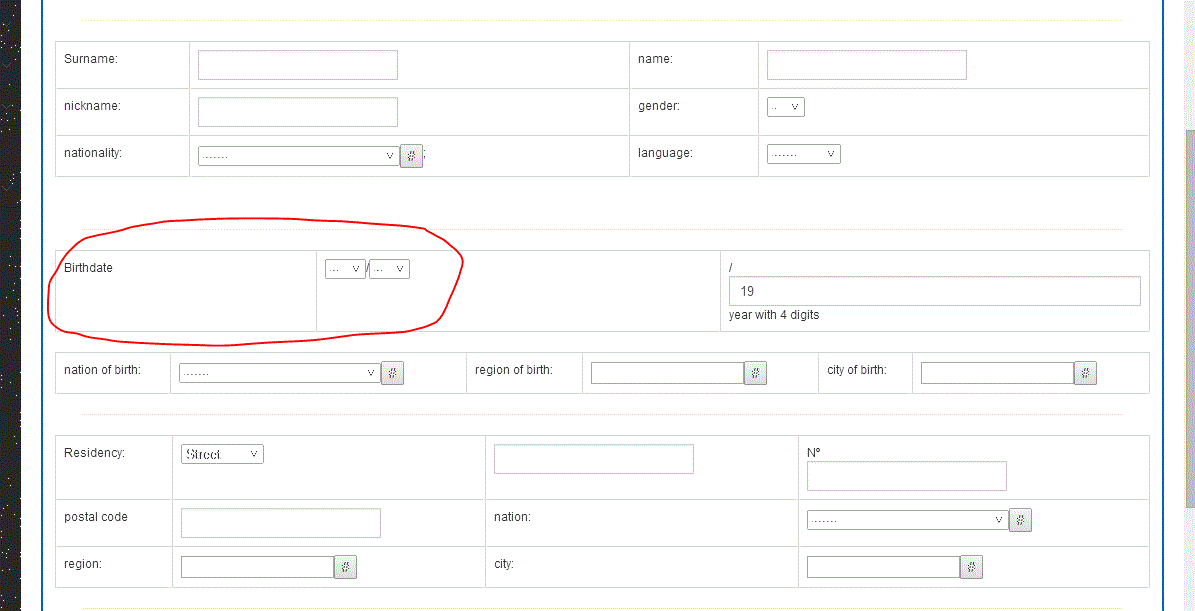 Surname: name:
nickname: gender: ..
nationality: ....... # ; language: .......
Birthdate ... / ... /
19
year with 4 digits
nation of birth: ....... # region of birth: # city of birth: #
Residency: Street Nº
postal code nation: ....... #
region: # city: #